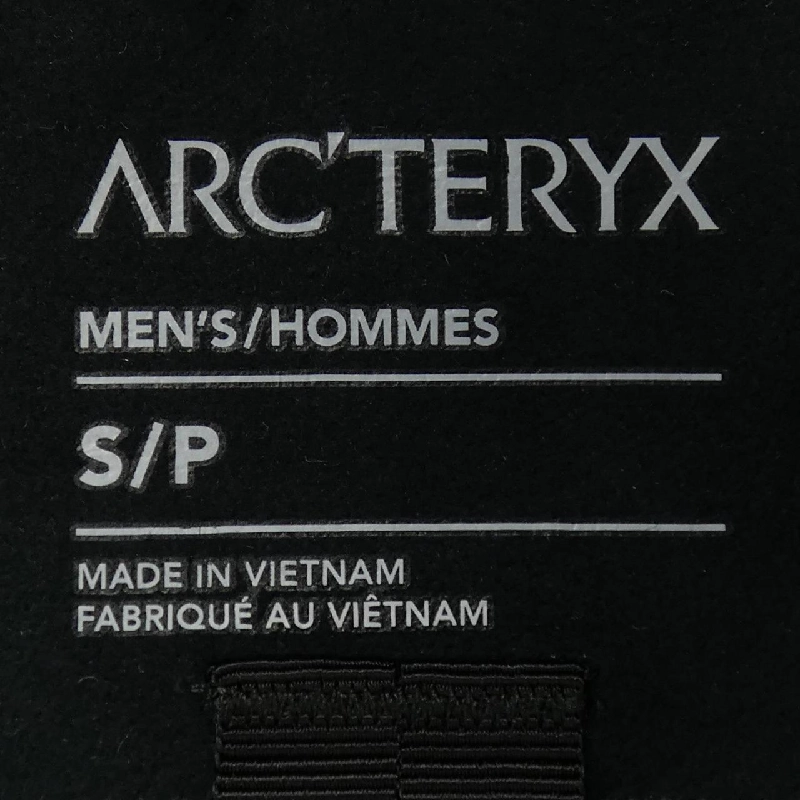 ARC'TERYX
MEN'S/HOMMES
S/P
MADE IN VIETNAM
FABRIQUÉ AU VIÊTNAM